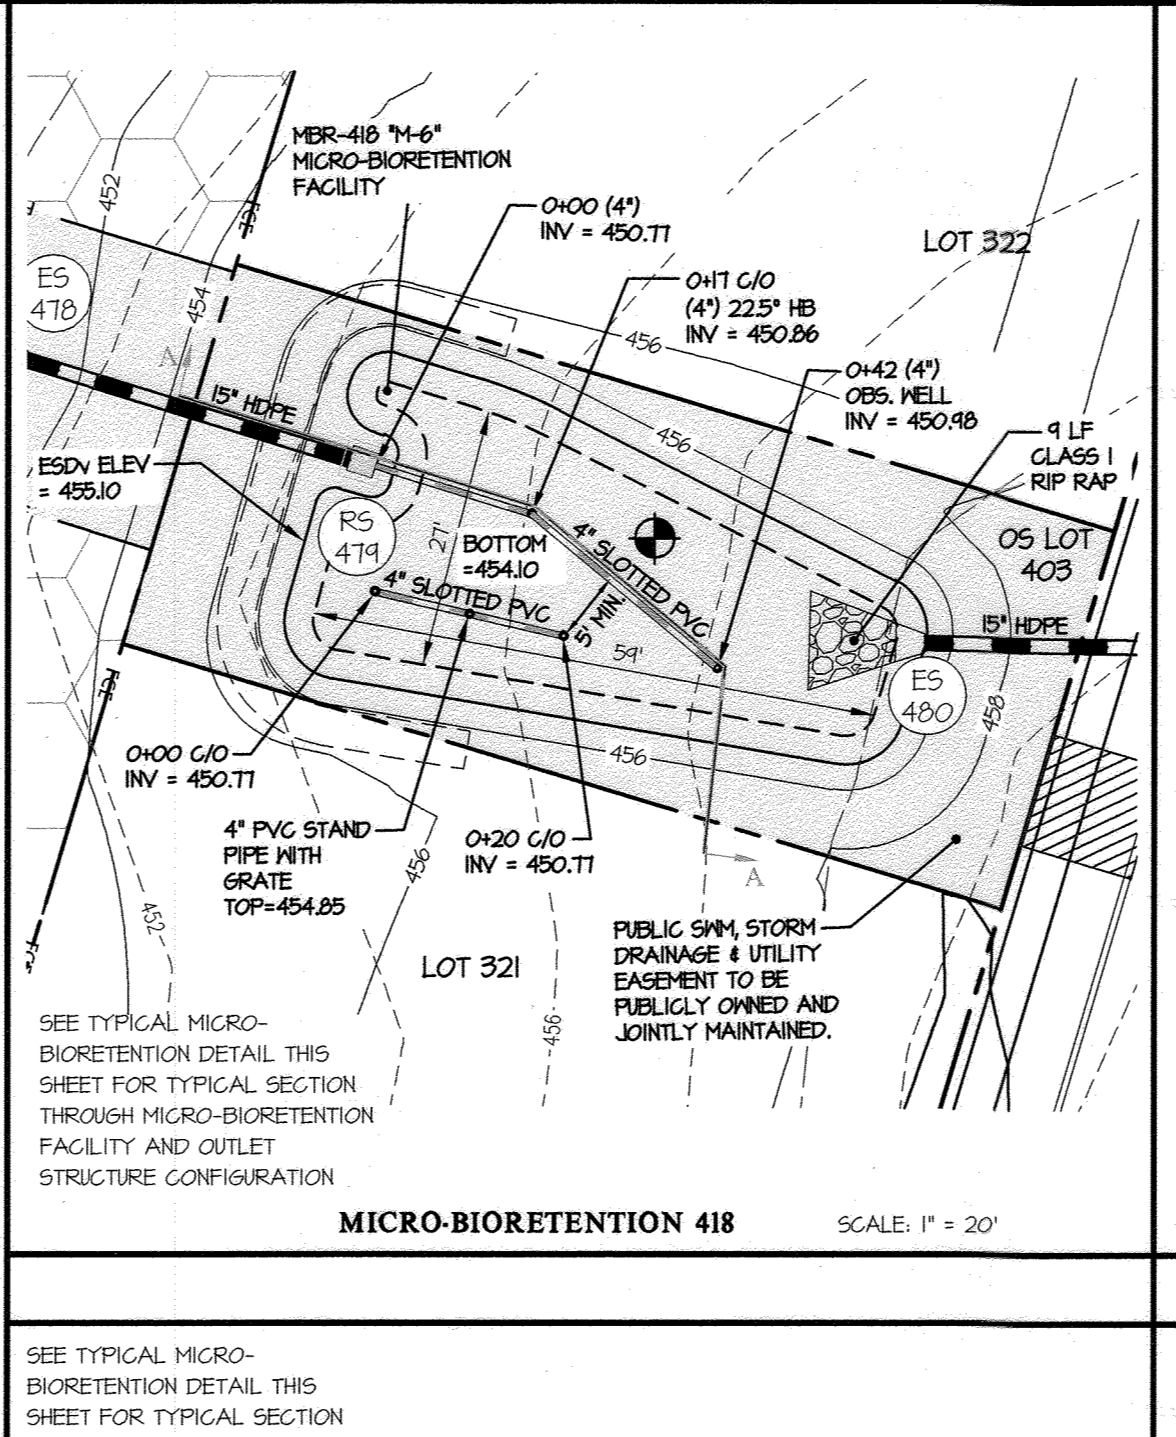 MBR-418 "M-6"
MICRO-BIORETENTION
FACILITY
0+00 (4")
INV = 450.77
LOT 322
0+17 C/O
(4") 22.5° HB
INV = 450.86
0+42 (4")
OBS. WELL
INV = 450.98
9 LF
CLASS I
RIP RAP
452
FCE
ES
478
454
A
456
15" HDPE
456
ESDv ELEV
= 455.10
RS
479
27'
BOTTOM
=454.10
4" SLOTTED PVC
4" SLOTTED PVC
5' MIN.
59'
OS LOT
403
15" HDPE
ES
480
458
FCE
456
0+00 C/O
INV = 450.77
4" PVC STAND
PIPE WITH
GRATE
TOP=454.85
0+20 C/O
INV = 450.77
456
A
452
FCE
LOT 321
456
PUBLIC SWM, STORM
DRAINAGE & UTILITY
EASEMENT TO BE
PUBLICLY OWNED AND
JOINTLY MAINTAINED.
SEE TYPICAL MICRO-
BIORETENTION DETAIL THIS
SHEET FOR TYPICAL SECTION
THROUGH MICRO-BIORETENTION
FACILITY AND OUTLET
STRUCTURE CONFIGURATION
MICRO-BIORETENTION 418
SCALE: 1" = 20'
SEE TYPICAL MICRO-
BIORETENTION DETAIL THIS
SHEET FOR TYPICAL SECTION